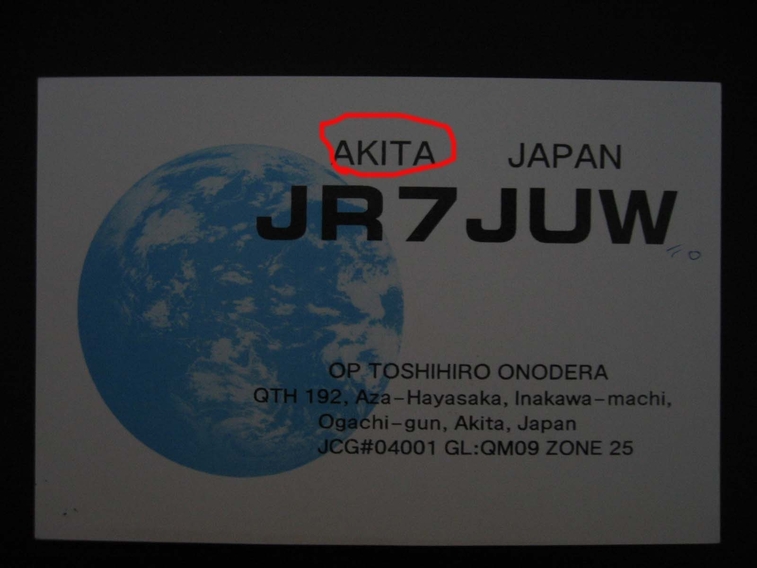 AKITA JAPAN
JR7JUW
OP TOSHIHIRO ONODERA
QTH 192, Aza-Hayasaka, Inakawa-machi,
Ogachi-gun, Akita, Japan
JCG#04001 GL:QM09 ZONE 25